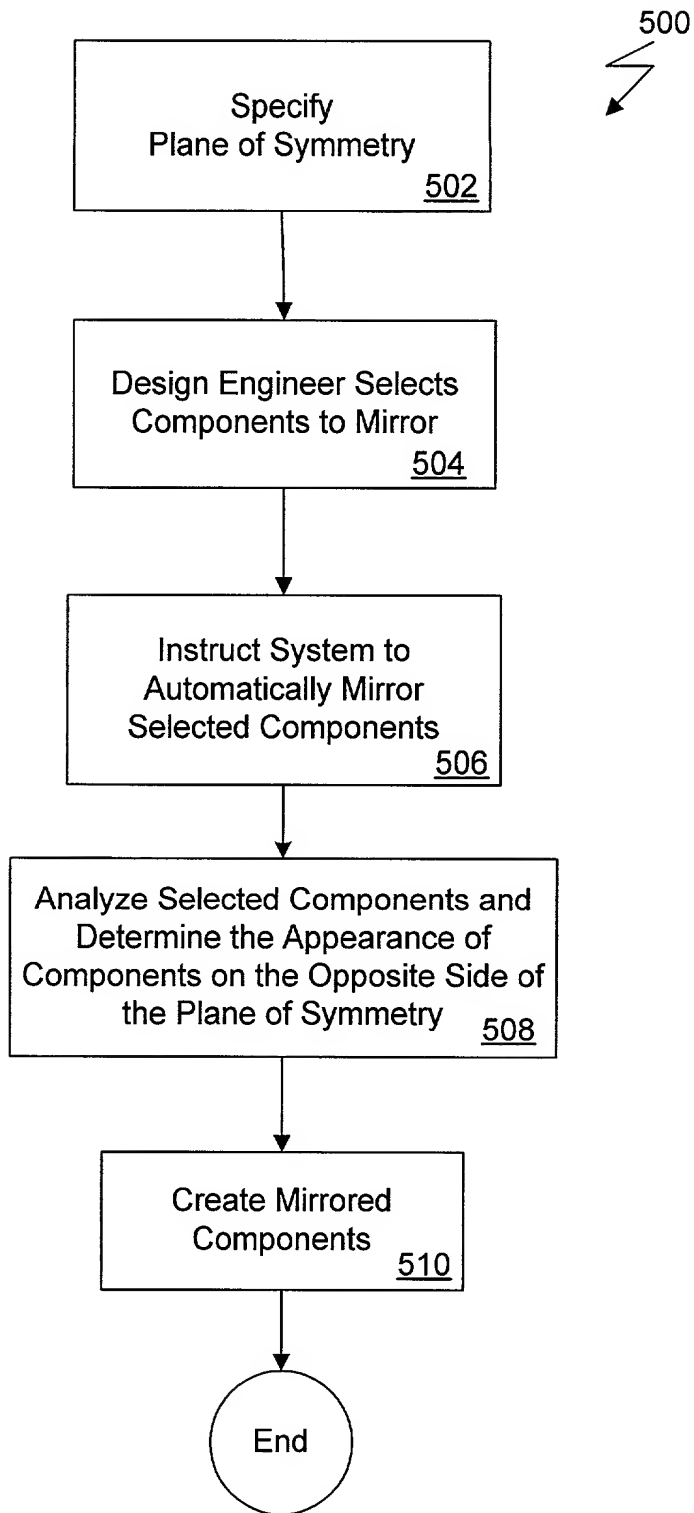 500
Specify
Plane of Symmetry
502
Design Engineer Selects
Components to Mirror
504
Instruct System to
Automatically Mirror
Selected Components
506
Analyze Selected Components and
Determine the Appearance of
Components on the Opposite Side of
the Plane of Symmetry
508
Create Mirrored
Components
510
End